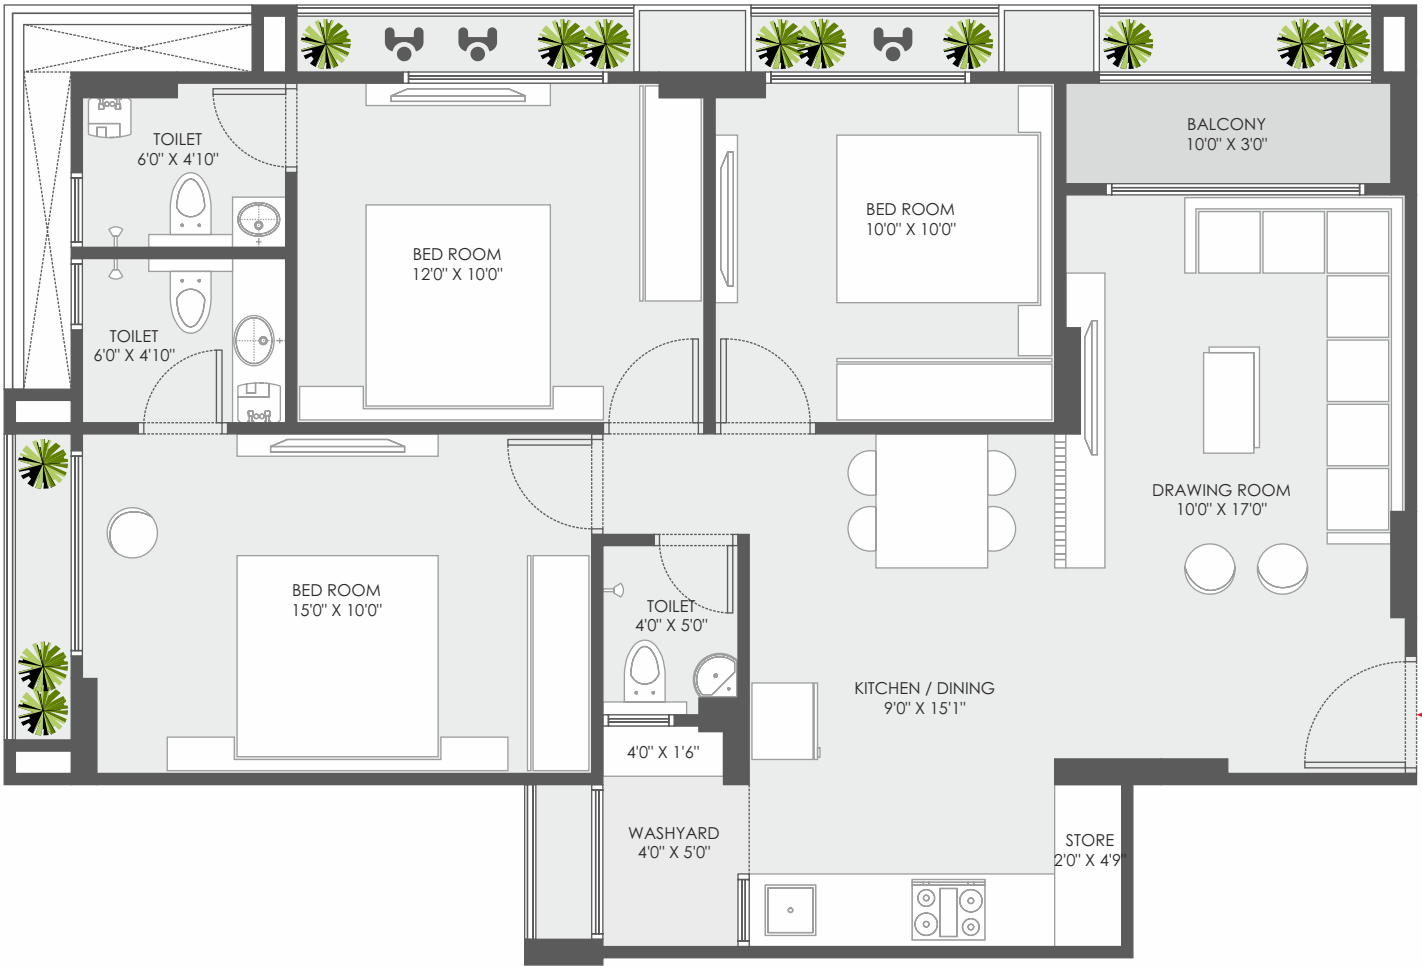 TOILET
6'0" X 4'10"
BALCONY
10'0" X 3'0"
BED ROOM
10'0" X 10'0"
BED ROOM
12'0" X 10'0"
TOILET
6'0" X 4'10"
DRAWING ROOM
10'0" X 17'0"
BED ROOM
15'0" X 10'0"
TOILET
4'0" X 5'0"
KITCHEN / DINING
9'0" X 15'1"
4'0" X 1'6"
WASHYARD
4'0" X 5'0"
STORE
2'0" X 4'9"